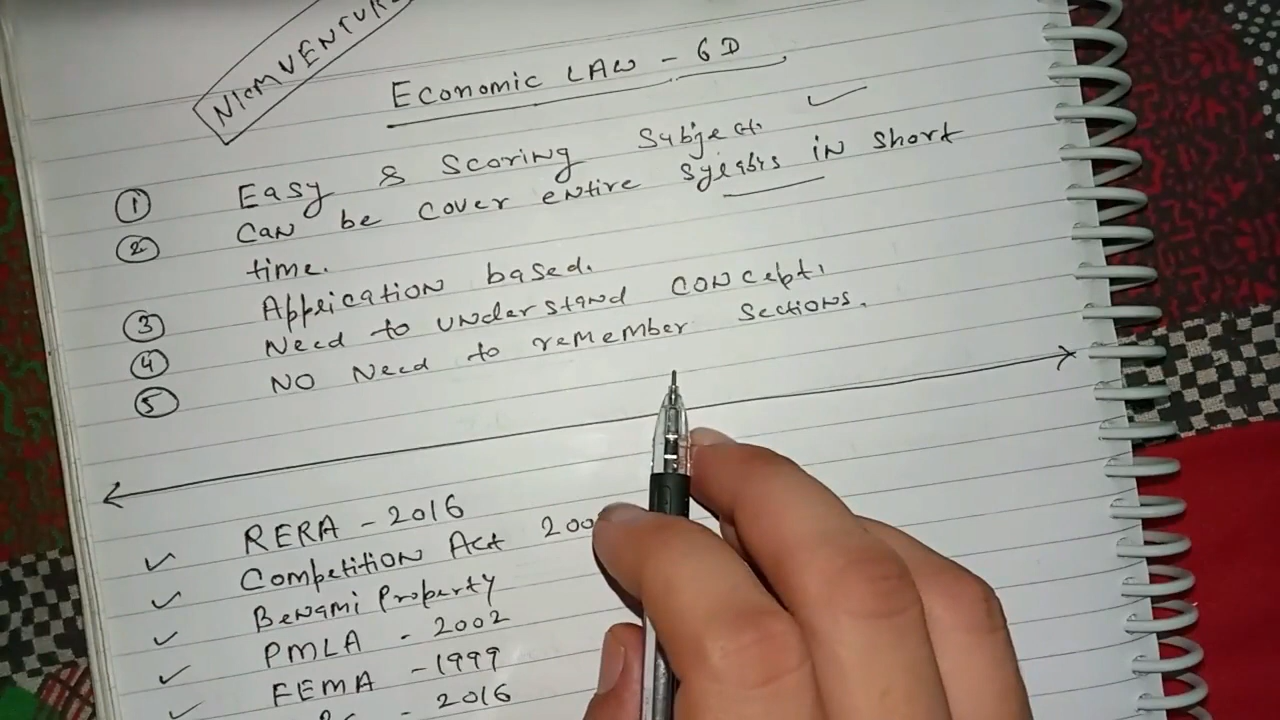 NICMVENTURE
Economic LAW - 6D
① Easy & Scoring Subject.
② Can be cover entire
time.
③ Application based.
④ Need to understand concept.
⑤ NO Need to remember Sections.
RERA - 2016
Competition Act 200
Benami Property
PMLA - 2002
FEMA - 1999
- 2016
in short